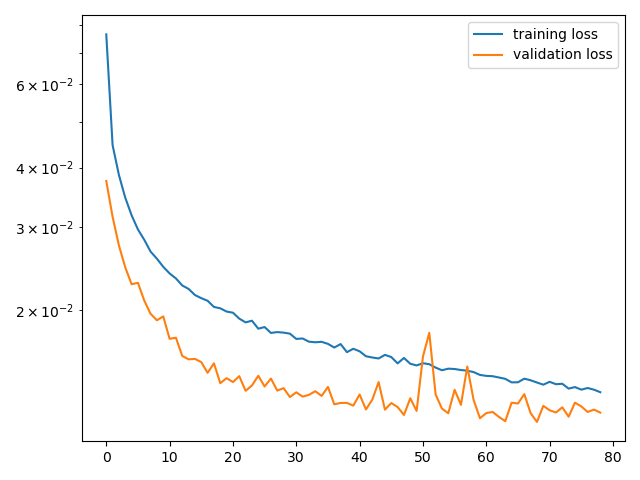 training loss
validation loss
6 × 10⁻²
4 × 10⁻²
3 × 10⁻²
2 × 10⁻²
0 10 20 30 40 50 60 70 80